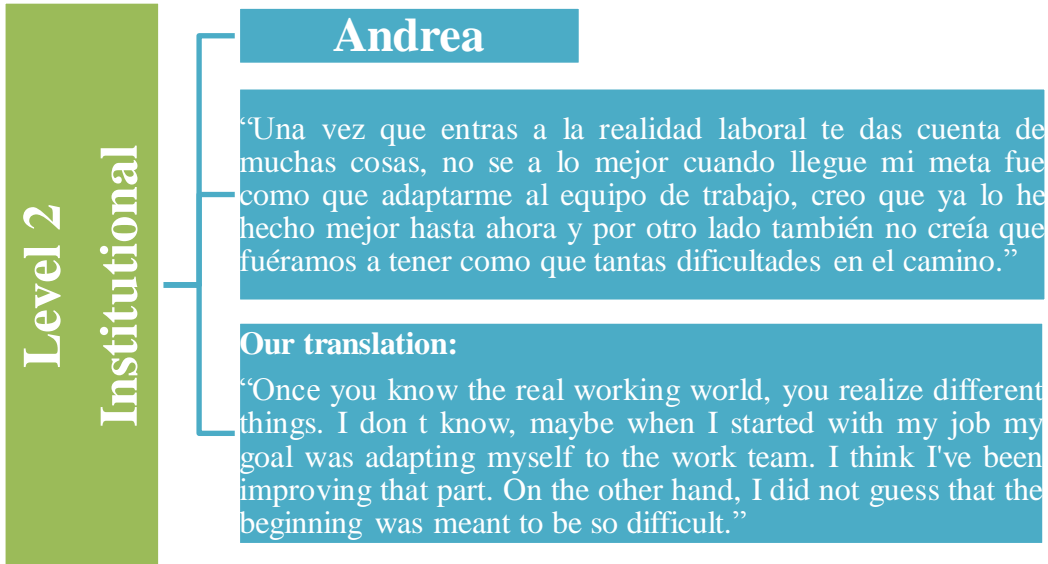 Level 2
Institutional
Andrea
“Una vez que entras a la realidad laboral te das cuenta de
muchas cosas, no se a lo mejor cuando llegue mi meta fue
como que adaptarme al equipo de trabajo, creo que ya lo he
hecho mejor hasta ahora y por otro lado también no creía que
fuéramos a tener como que tantas dificultades en el camino.”
Our translation:
“Once you know the real working world, you realize different
things. I don t know, maybe when I started with my job my
goal was adapting myself to the work team. I think I've been
improving that part. On the other hand, I did not guess that the
beginning was meant to be so difficult.”